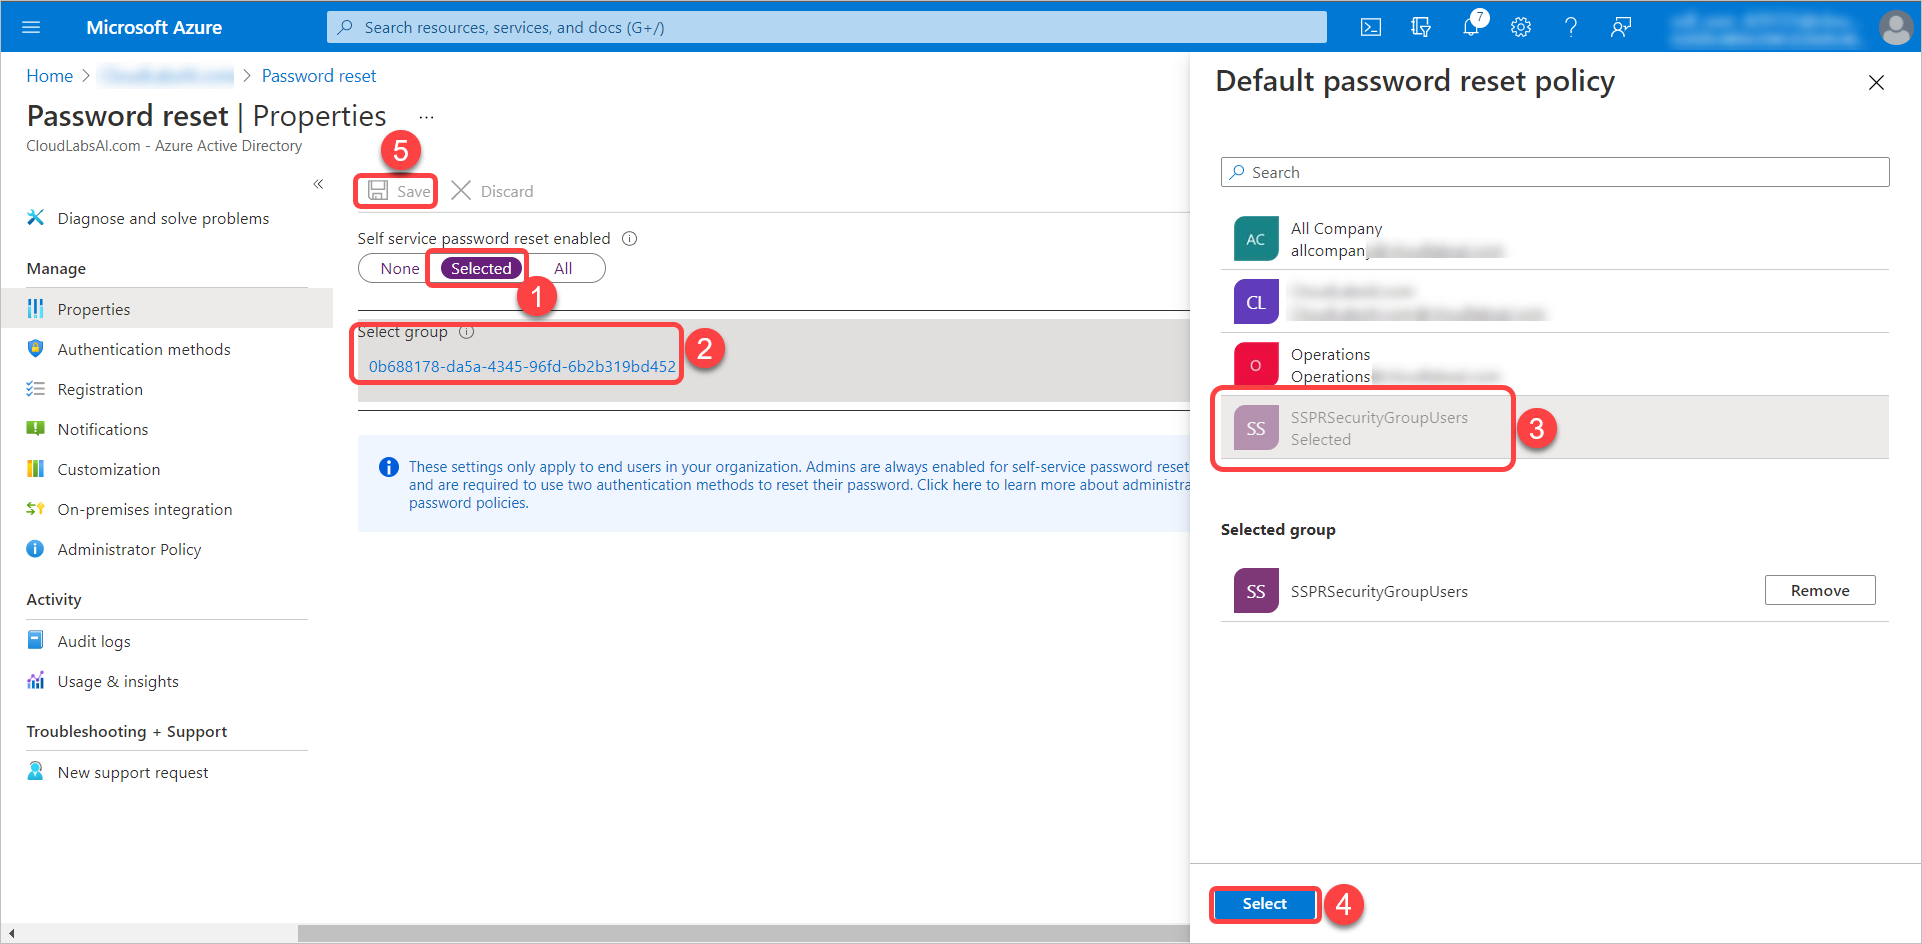 Microsoft Azure
Search resources, services, and docs (G+/)
7
Home > > Password reset
Password reset | Properties ...
CloudLabsAI.com - Azure Active Directory
5
«
Save
Discard
Diagnose and solve problems
Manage
Properties
Authentication methods
Registration
Notifications
Customization
On-premises integration
Administrator Policy
Activity
Audit logs
Usage & insights
Troubleshooting + Support
New support request
Self service password reset enabled
None
Selected
All
1
Select group
0b688178-da5a-4345-96fd-6b2b319bd452
2
These settings only apply to end users in your organization. Admins are always enabled for self-service password reset
and are required to use two authentication methods to reset their password. Click here to learn more about administra
password policies.
Default password reset policy
Search
AC
All Company
allcompan
CL
O
Operations
Operations
SS
SSPRSecurityGroupUsers
Selected
3
Selected group
SS
SSPRSecurityGroupUsers
Remove
Select
4